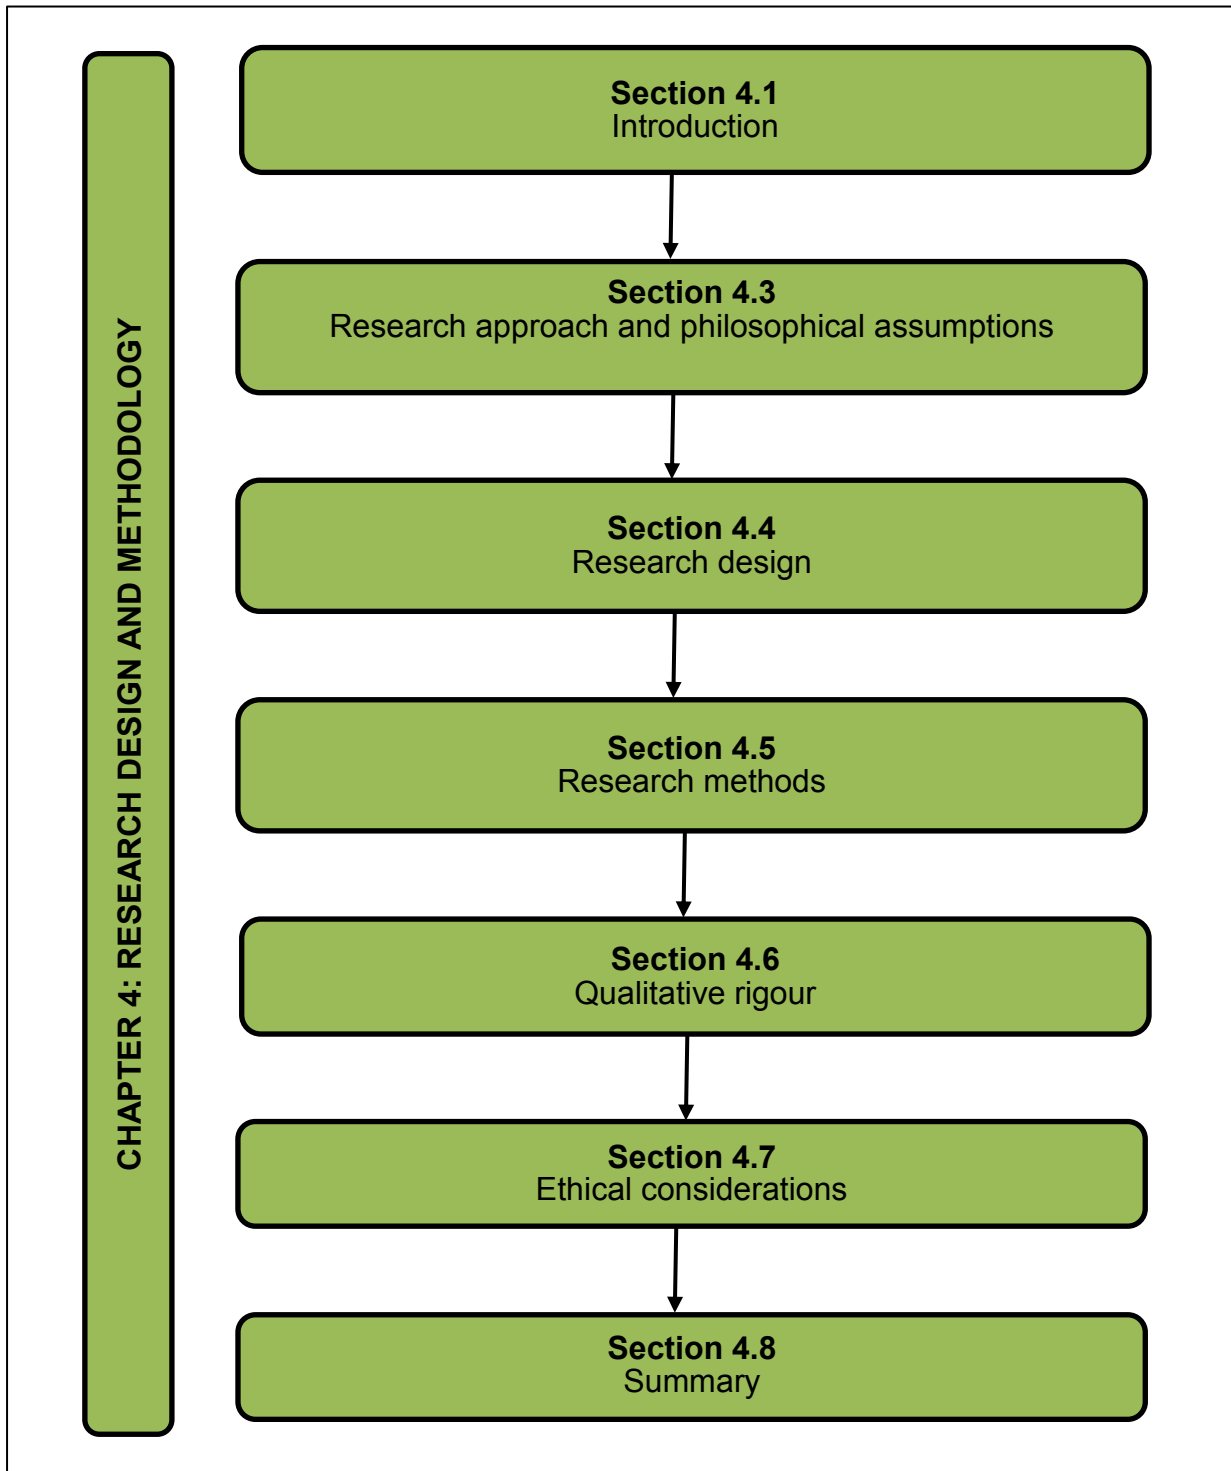 CHAPTER 4: RESEARCH DESIGN AND METHODOLOGY
Section 4.1
Introduction
Section 4.3
Research approach and philosophical assumptions
Section 4.4
Research design
Section 4.5
Research methods
Section 4.6
Qualitative rigour
Section 4.7
Ethical considerations
Section 4.8
Summary